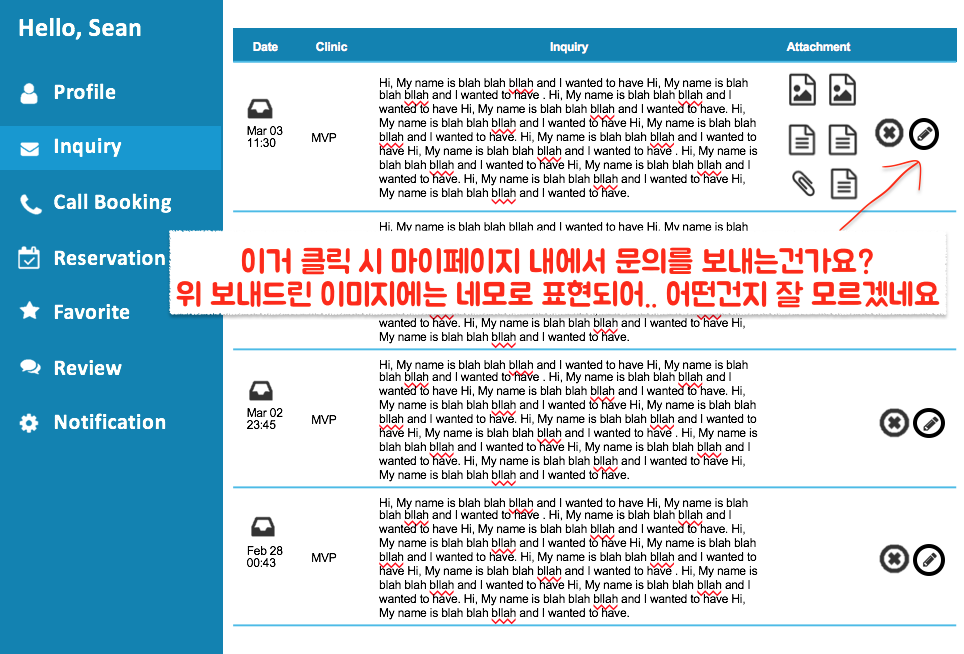 Hello, Sean
Profile
Inquiry
Call Booking
Reservation
Favorite
Review
Notification
Date Clinic Inquiry Attachment
Mar 03
11:30
MVP
Hi, My name is blah blah bllah and I wanted to have Hi, My name is blah
blah bllah and I wanted to have . Hi, My name is blah blah bllah and I
wanted to have Hi, My name is blah blah bllah and I wanted to have. Hi,
My name is blah blah bllah and I wanted to have Hi, My name is blah blah
bllah and I wanted to have. Hi, My name is blah blah bllah and I wanted to
have Hi, My name is blah blah bllah and I wanted to have . Hi, My name is
blah blah bllah and I wanted to have Hi, My name is blah blah bllah and I
wanted to have. Hi, My name is blah blah bllah and I wanted to have Hi,
My name is blah blah bllah and I wanted to have.
Hi, My name is blah blah bllah and I wanted to have Hi, My name is blah
이거 클릭 시 마이페이지 내에서 문의를 보내는건가요?
위 보내드린 이미지에는 네모로 표현되어.. 어떤건지 잘 모르겠네요
wanted to have. Hi, My name is blah blah bllah and I wanted to have Hi,
My name is blah blah bllah and I wanted to have.
Mar 02
23:45
MVP
Hi, My name is blah blah bllah and I wanted to have Hi, My name is blah
blah bllah and I wanted to have . Hi, My name is blah blah bllah and I
wanted to have Hi, My name is blah blah bllah and I wanted to have. Hi,
My name is blah blah bllah and I wanted to have Hi, My name is blah blah
bllah and I wanted to have. Hi, My name is blah blah bllah and I wanted to
have Hi, My name is blah blah bllah and I wanted to have . Hi, My name is
blah blah bllah and I wanted to have Hi, My name is blah blah bllah and I
wanted to have. Hi, My name is blah blah bllah and I wanted to have Hi,
My name is blah blah bllah and I wanted to have.
Feb 28
00:43
MVP
Hi, My name is blah blah bllah and I wanted to have Hi, My name is blah
blah bllah and I wanted to have . Hi, My name is blah blah bllah and I
wanted to have Hi, My name is blah blah bllah and I wanted to have. Hi,
My name is blah blah bllah and I wanted to have Hi, My name is blah blah
bllah and I wanted to have. Hi, My name is blah blah bllah and I wanted to
have Hi, My name is blah blah bllah and I wanted to have . Hi, My name is
blah blah bllah and I wanted to have Hi, My name is blah blah bllah and I
wanted to have. Hi, My name is blah blah bllah and I wanted to have Hi,
My name is blah blah bllah and I wanted to have.